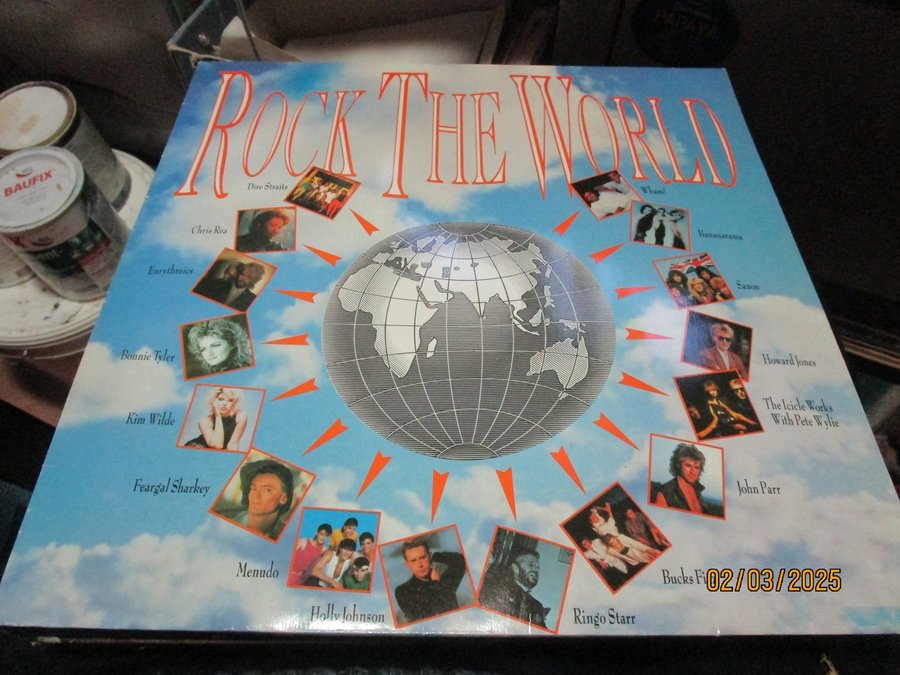 ROCK THE WORLD
Dire Straits
Wham!
Chris Rea
Bananarama
Eurythmics
Saxon
Bonnie Tyler
Howard Jones
Kim Wilde
The Icicle Works
With Pete Wylie
Feargal Sharkey
John Parr
Menudo
Bucks
Holly Johnson
Ringo Starr
BAUFIX
02/03/2025